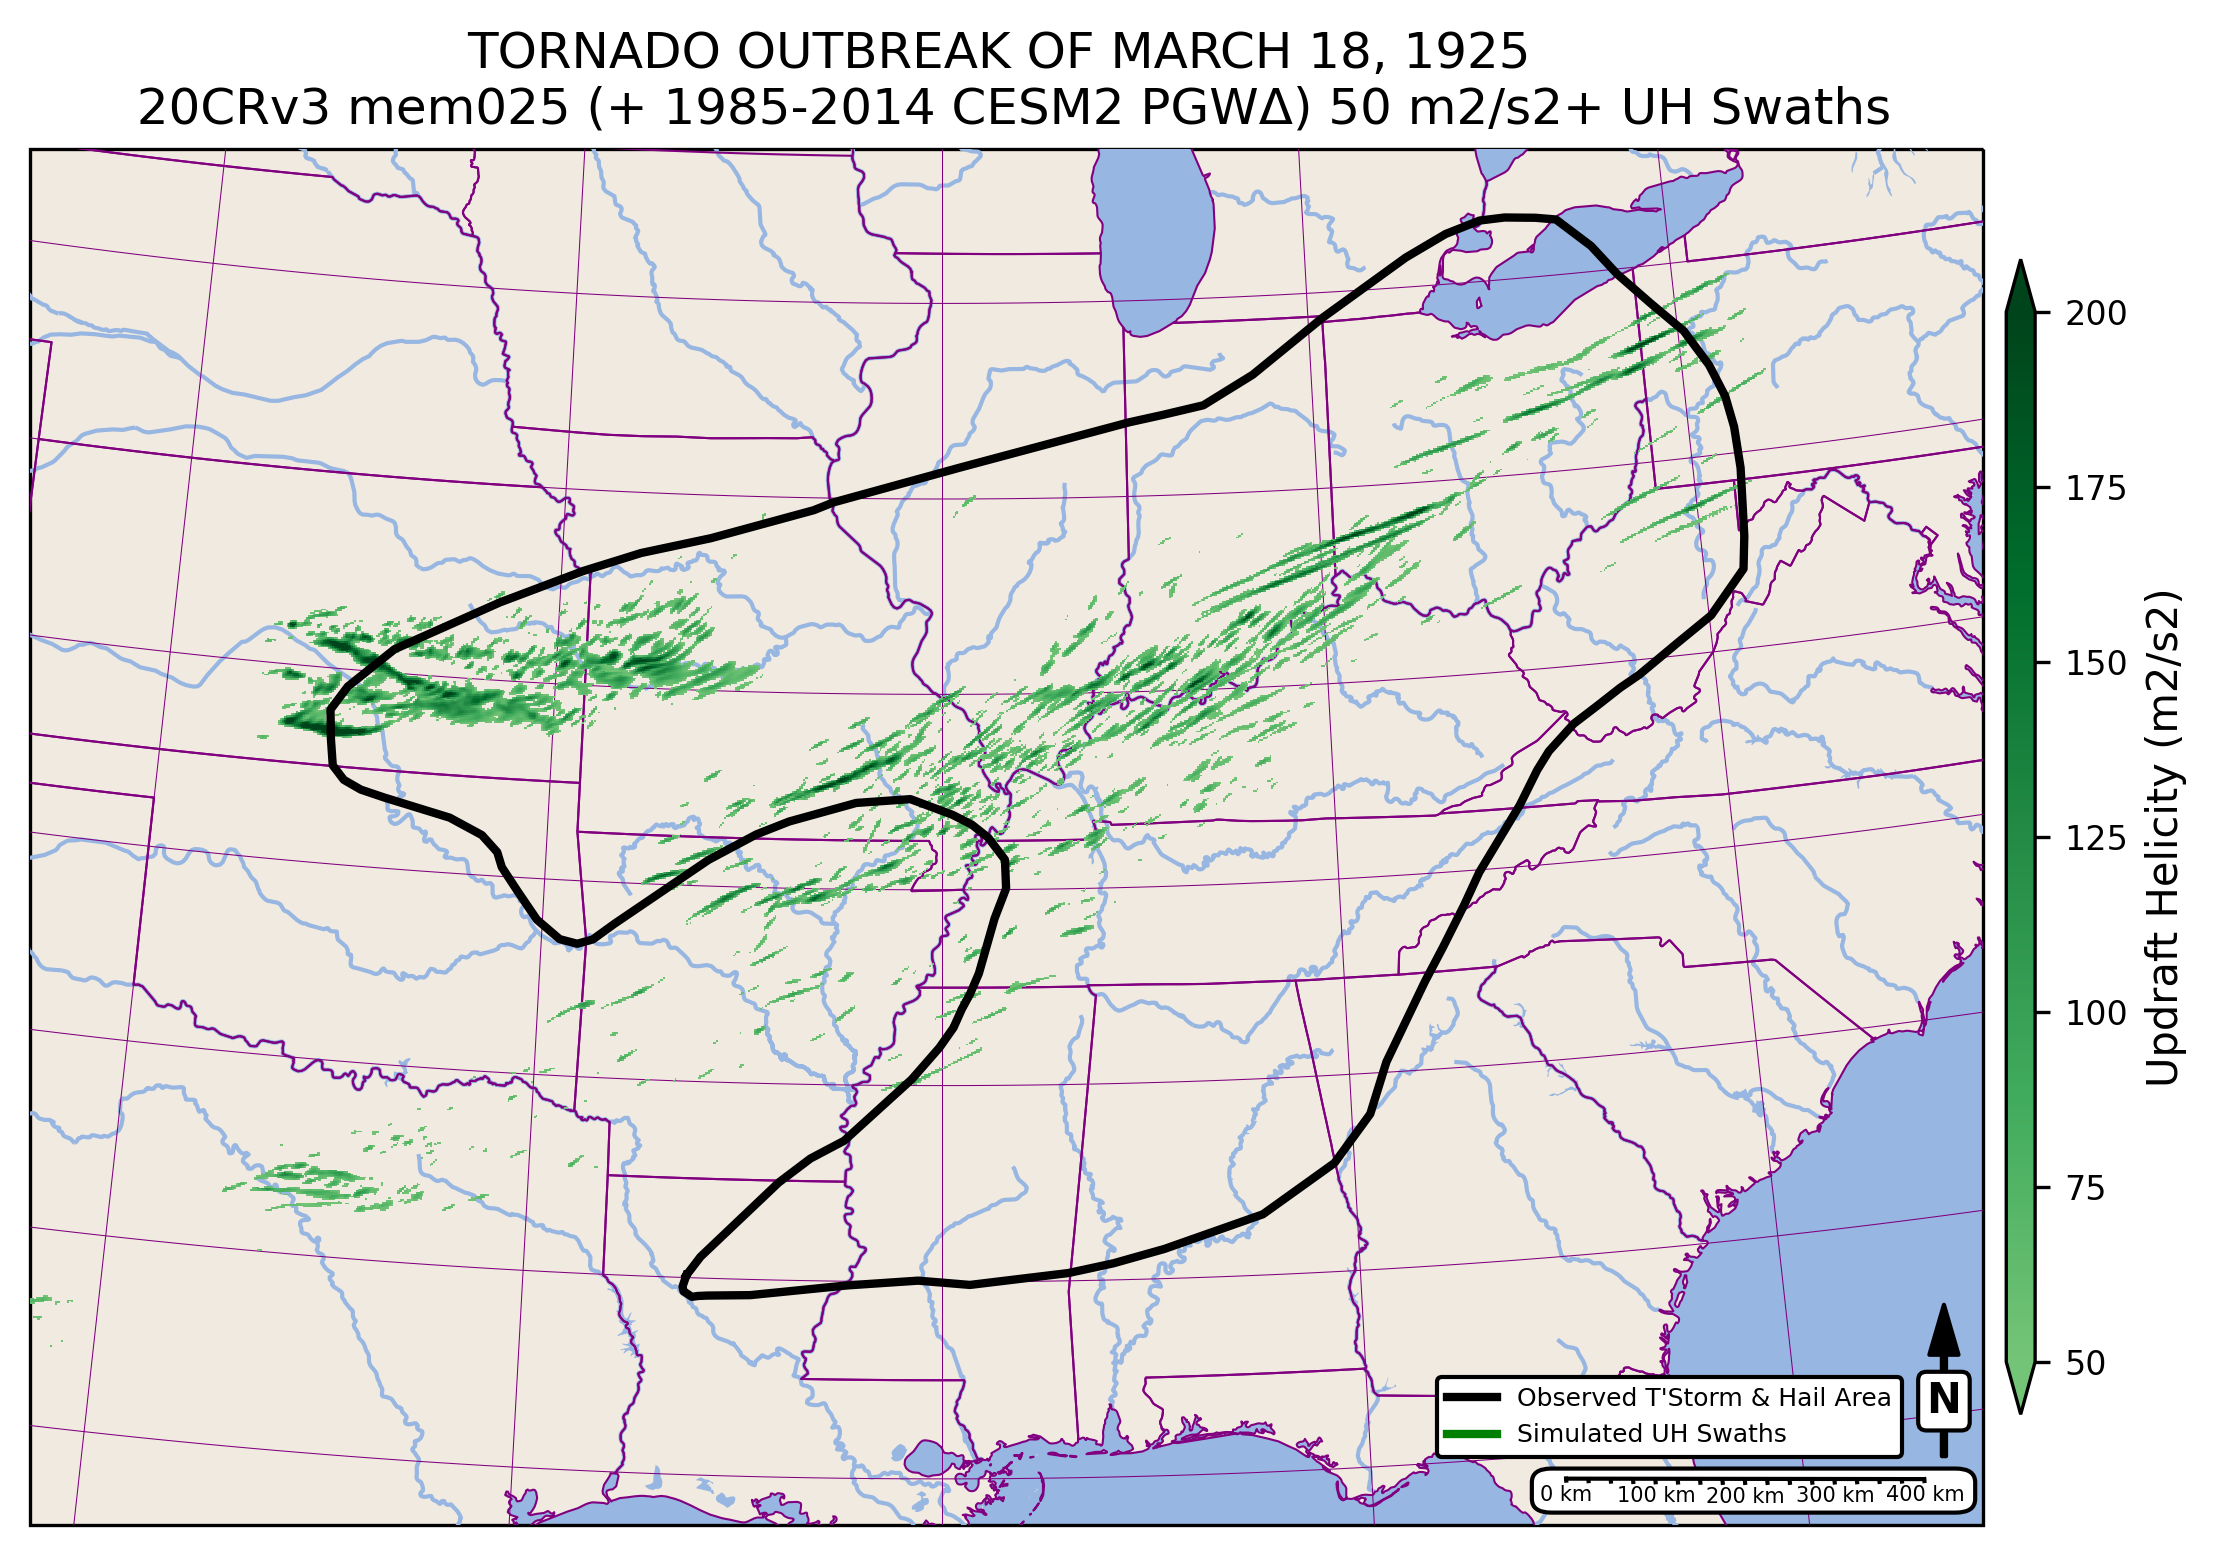 TORNADO OUTBREAK OF MARCH 18, 1925
20CRv3 mem025 (+ 1985-2014 CESM2 PGWΔ) 50 m2/s2+ UH Swaths
200
175
150
125
100
75
50
Updraft Helicity (m2/s2)
Observed T'Storm & Hail Area
Simulated UH Swaths
N
0 km 100 km 200 km 300 km 400 km